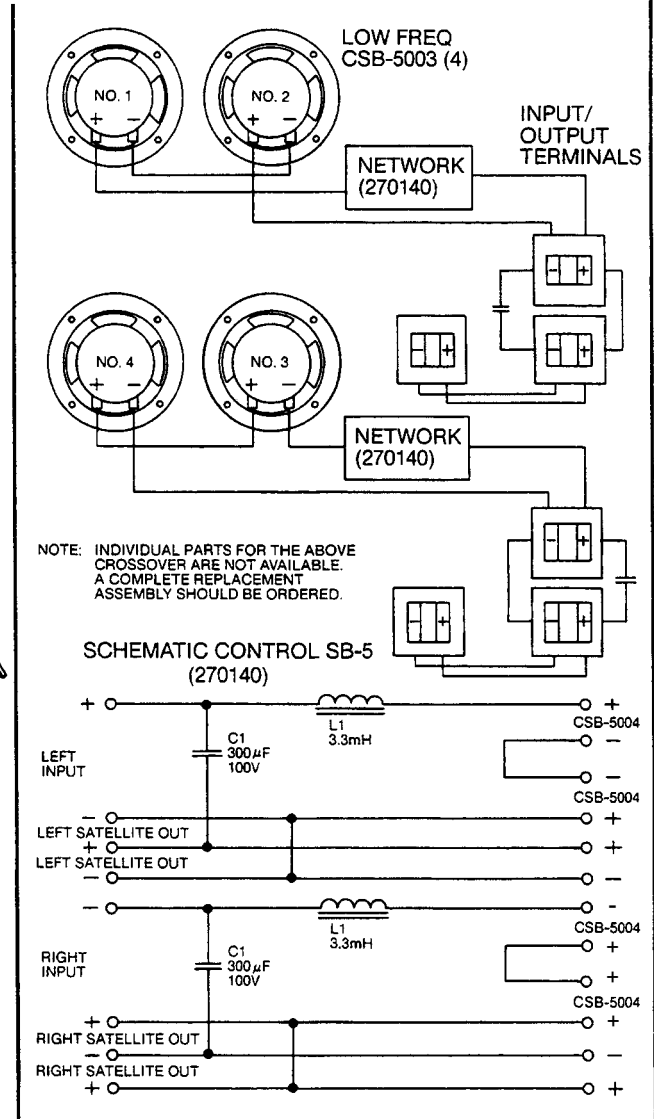 LOW FREQ
CSB-5003 (4)
NO. 1
+ −
NO. 2
+ −
INPUT/
OUTPUT
TERMINALS
NETWORK
(270140)
− +
− +
− +
NO. 4
+ −
NO. 3
+ −
NETWORK
(270140)
− +
− +
− +
NOTE: INDIVIDUAL PARTS FOR THE ABOVE
CROSSOVER ARE NOT AVAILABLE.
A COMPLETE REPLACEMENT
ASSEMBLY SHOULD BE ORDERED.
SCHEMATIC CONTROL SB-5
(270140)
+ +
L1
3.3mH
CSB-5004
C1
300µF
100V
−
LEFT
INPUT
−
CSB-5004
− +
LEFT SATELLITE OUT
+ +
LEFT SATELLITE OUT
− −
− -
L1
3.3mH
CSB-5004
C1
300µF
100V
+
RIGHT
INPUT
+
CSB-5004
+ +
RIGHT SATELLITE OUT
− −
RIGHT SATELLITE OUT
+ +